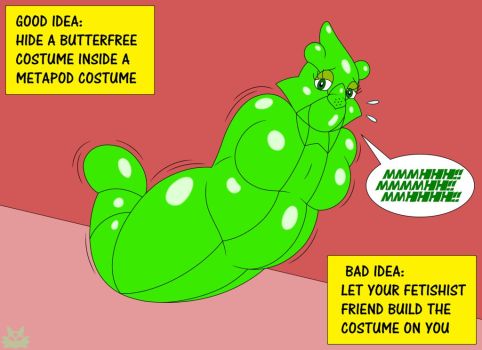 GOOD IDEA:
HIDE A BUTTERFREE
COSTUME INSIDE A
METAPOD COSTUME
MMMHHH!!!
MMMMHHH!!
MMHHHHH!!
BAD IDEA:
LET YOUR FETISHIST
FRIEND BUILD THE
COSTUME ON YOU